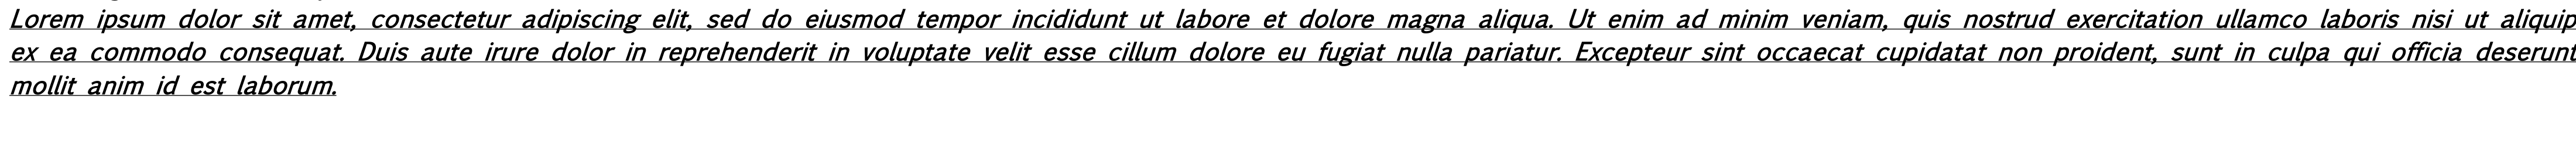 Lorem ipsum dolor sit amet, consectetur adipiscing elit, sed do eiusmod tempor incididunt ut labore et dolore magna aliqua. Ut enim ad minim veniam, quis nostrud exercitation ullamco laboris nisi ut aliquip
ex ea commodo consequat. Duis aute irure dolor in reprehenderit in voluptate velit esse cillum dolore eu fugiat nulla pariatur. Excepteur sint occaecat cupidatat non proident, sunt in culpa qui officia deserunt
mollit anim id est laborum.